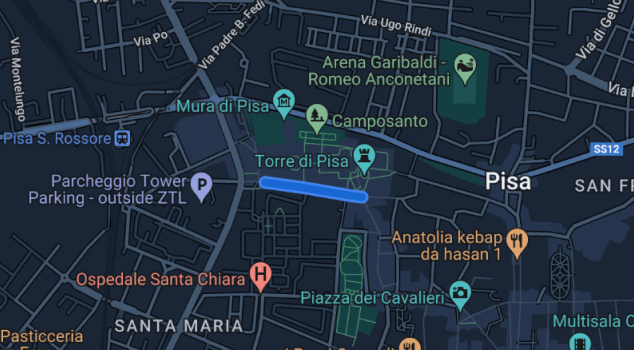 Via Ugo Rindi
Via Po
Via Padre B. Fedi
Via di Gello
Via Montelungo
Arena Garibaldi -
Romeo Anconetani
Mura di Pisa
Camposanto
Pisa S. Rossore
SS12
Torre di Pisa
Parcheggio Tower
Parking - outside ZTL
P
Pisa
SAN FR
Anatolia kebap
da hasan 1
Ospedale Santa Chiara
H
Piazza dei Cavalieri
SANTA MARIA
Multisala C
Pasticceria